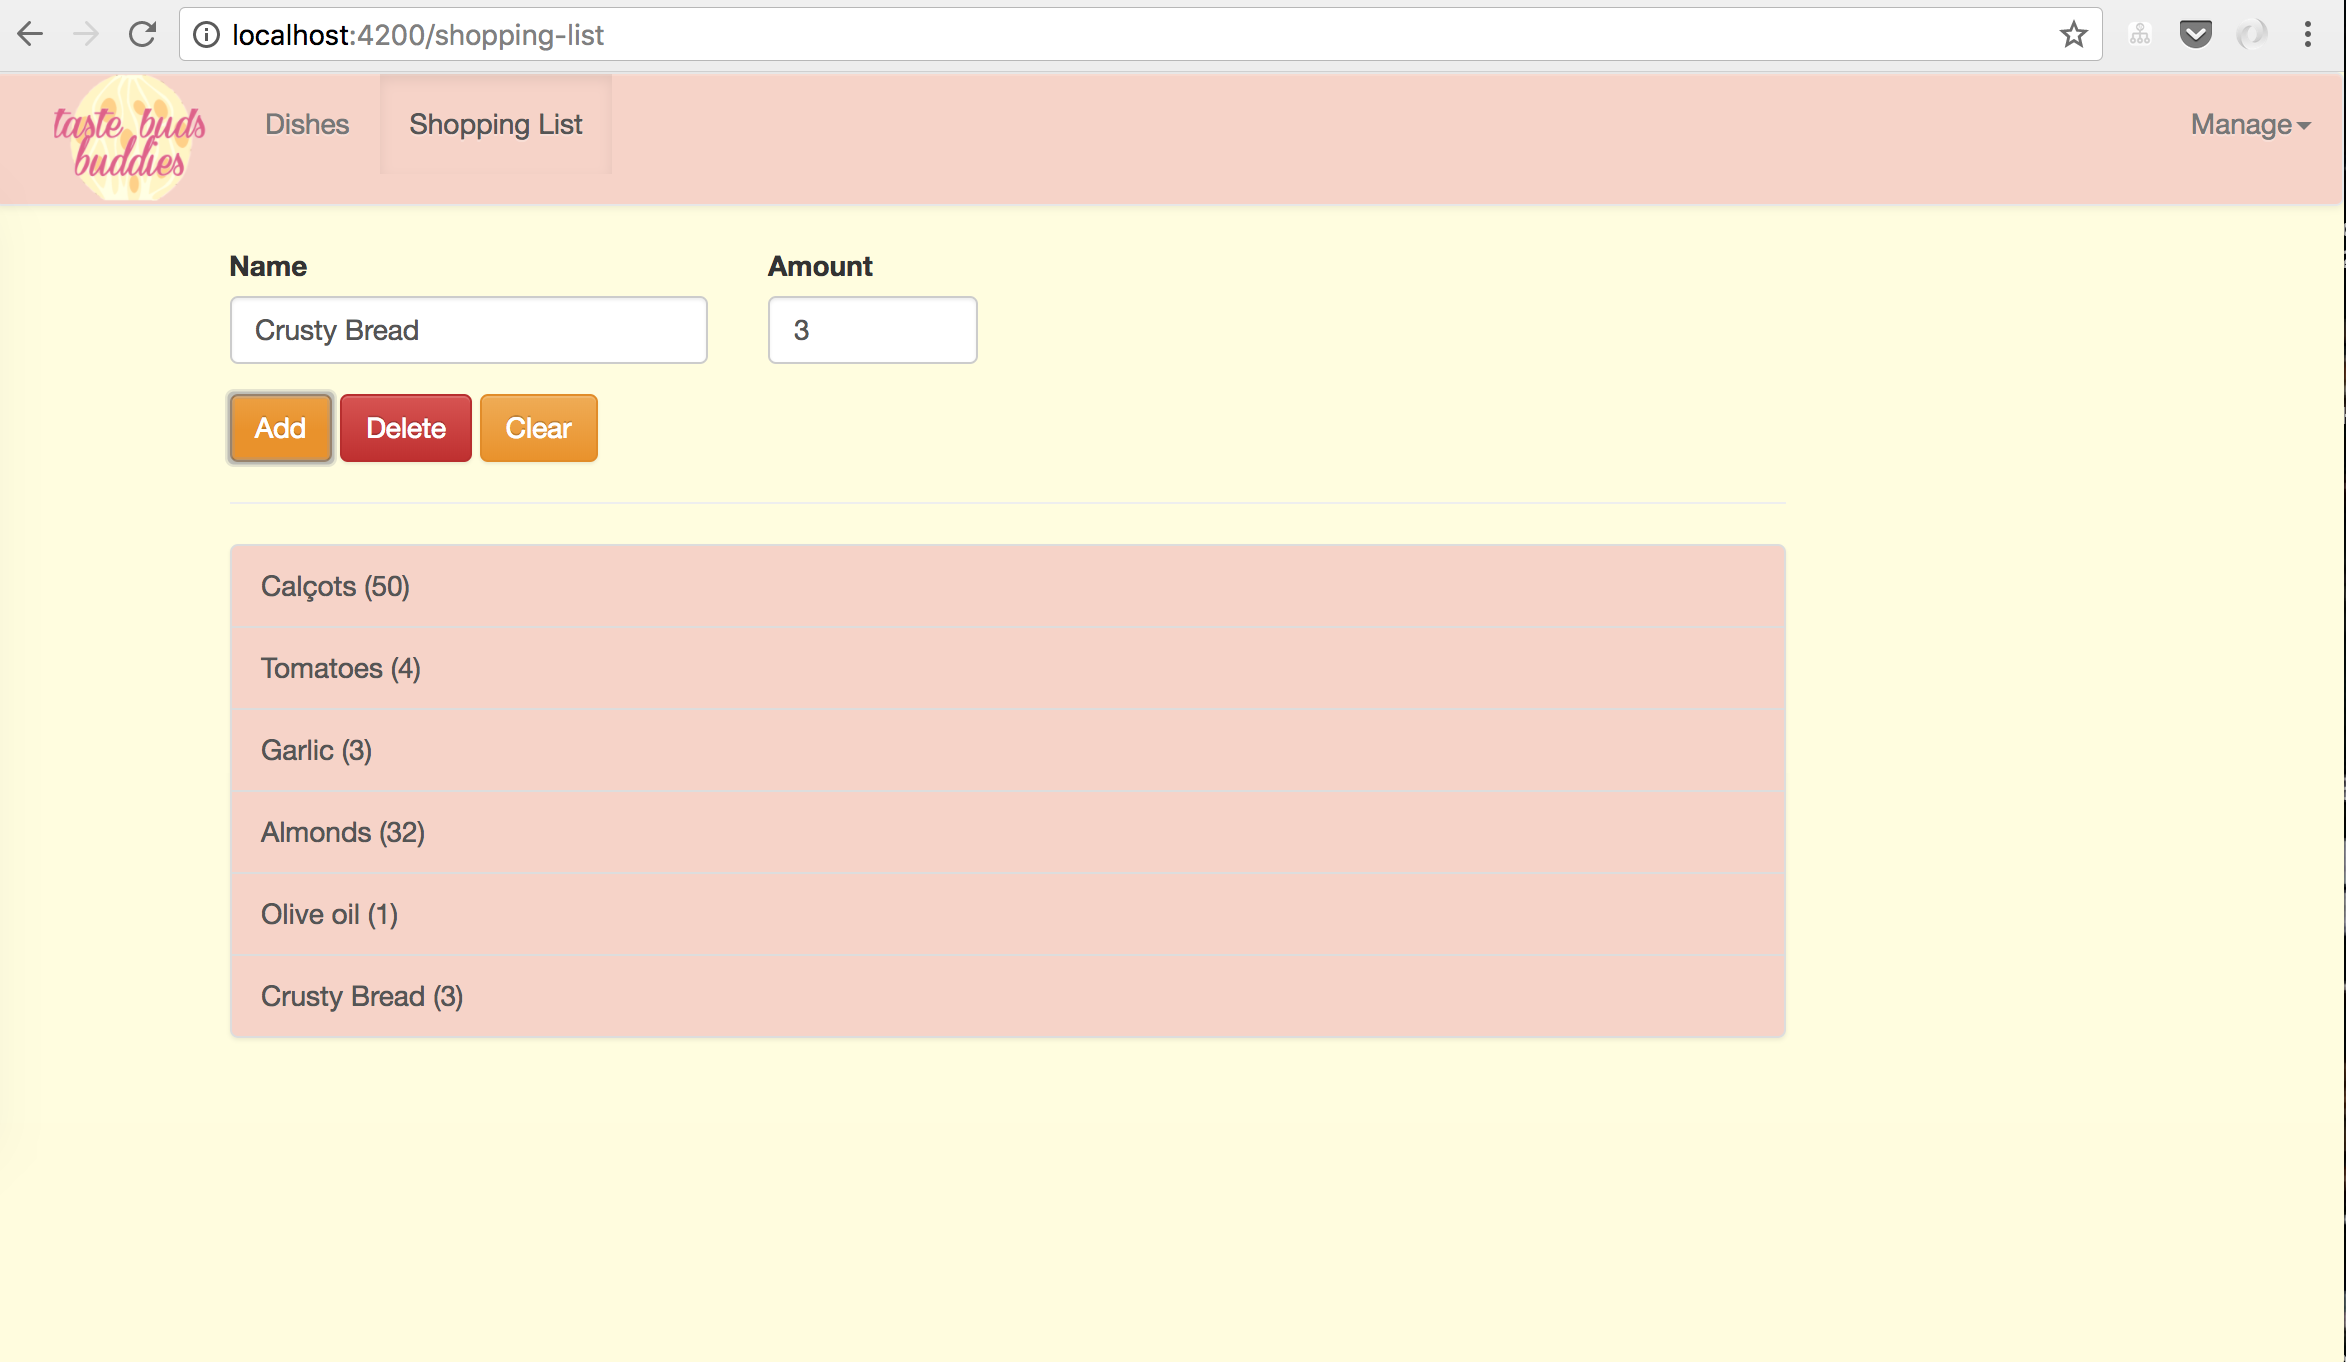 localhost:4200/shopping-list
taste buds
buddies
Dishes
Shopping List
Manage
Name
Amount
Crusty Bread
3
Add
Delete
Clear
Calçots (50)
Tomatoes (4)
Garlic (3)
Almonds (32)
Olive oil (1)
Crusty Bread (3)